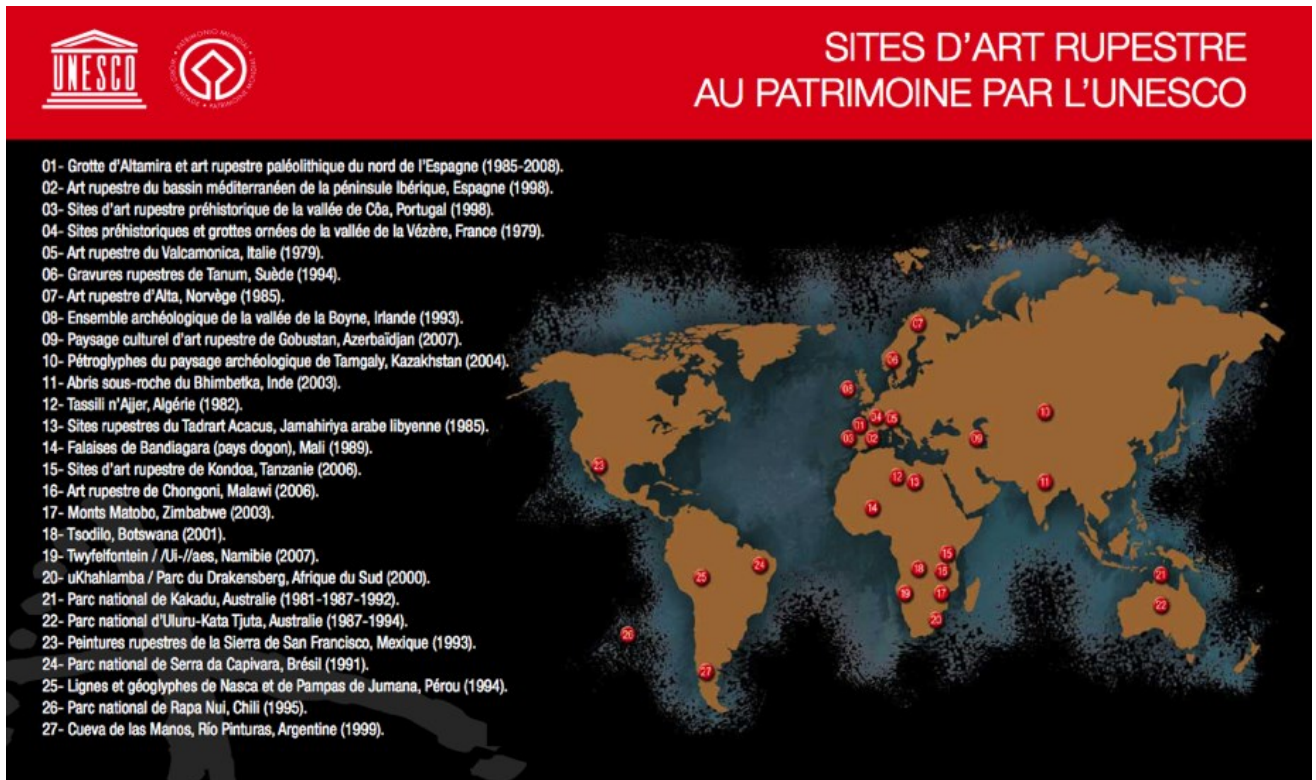 UNESCO
WORLD HERITAGE • PATRIMOINE MONDIAL • PATRIMONIO MUNDIAL
SITES D'ART RUPESTRE
AU PATRIMOINE PAR L'UNESCO
01- Grotte d'Altamira et art rupestre paléolithique du nord de l'Espagne (1985-2008).
02- Art rupestre du bassin méditerranéen de la péninsule Ibérique, Espagne (1998).
03- Sites d'art rupestre préhistorique de la vallée de Côa, Portugal (1998).
04- Sites préhistoriques et grottes ornées de la vallée de la Vézère, France (1979).
05- Art rupestre du Valcamonica, Italie (1979).
06- Gravures rupestres de Tanum, Suède (1994).
07- Art rupestre d'Alta, Norvège (1985).
08- Ensemble archéologique de la vallée de la Boyne, Irlande (1993).
09- Paysage culturel d'art rupestre de Gobustan, Azerbaïdjan (2007).
10- Pétroglyphes du paysage archéologique de Tamgaly, Kazakhstan (2004).
11- Abris sous-roche du Bhimbetka, Inde (2003).
12- Tassili n'Ajjer, Algérie (1982).
13- Sites rupestres du Tadrart Acacus, Jamahiriya arabe libyenne (1985).
14- Falaises de Bandiagara (pays dogon), Mali (1989).
15- Sites d'art rupestre de Kondoa, Tanzanie (2006).
16- Art rupestre de Chongoni, Malawi (2006).
17- Monts Matobo, Zimbabwe (2003).
18- Tsodilo, Botswana (2001).
19- Twyfelfontein / /Ui-//aes, Namibie (2007).
20- uKhahlamba / Parc du Drakensberg, Afrique du Sud (2000).
21- Parc national de Kakadu, Australie (1981-1987-1992).
22- Parc national d'Uluru-Kata Tjuta, Australie (1987-1994).
23- Peintures rupestres de la Sierra de San Francisco, Mexique (1993).
24- Parc national de Serra da Capivara, Brésil (1991).
25- Lignes et géoglyphes de Nasca et de Pampas de Jumana, Pérou (1994).
26- Parc national de Rapa Nui, Chili (1995).
27- Cueva de las Manos, Río Pinturas, Argentine (1999).
07
06
08
04 05
01
03 02
10
09
23
12 13
11
14
15
24
25
18 16
21
19 17
22
20
26
27